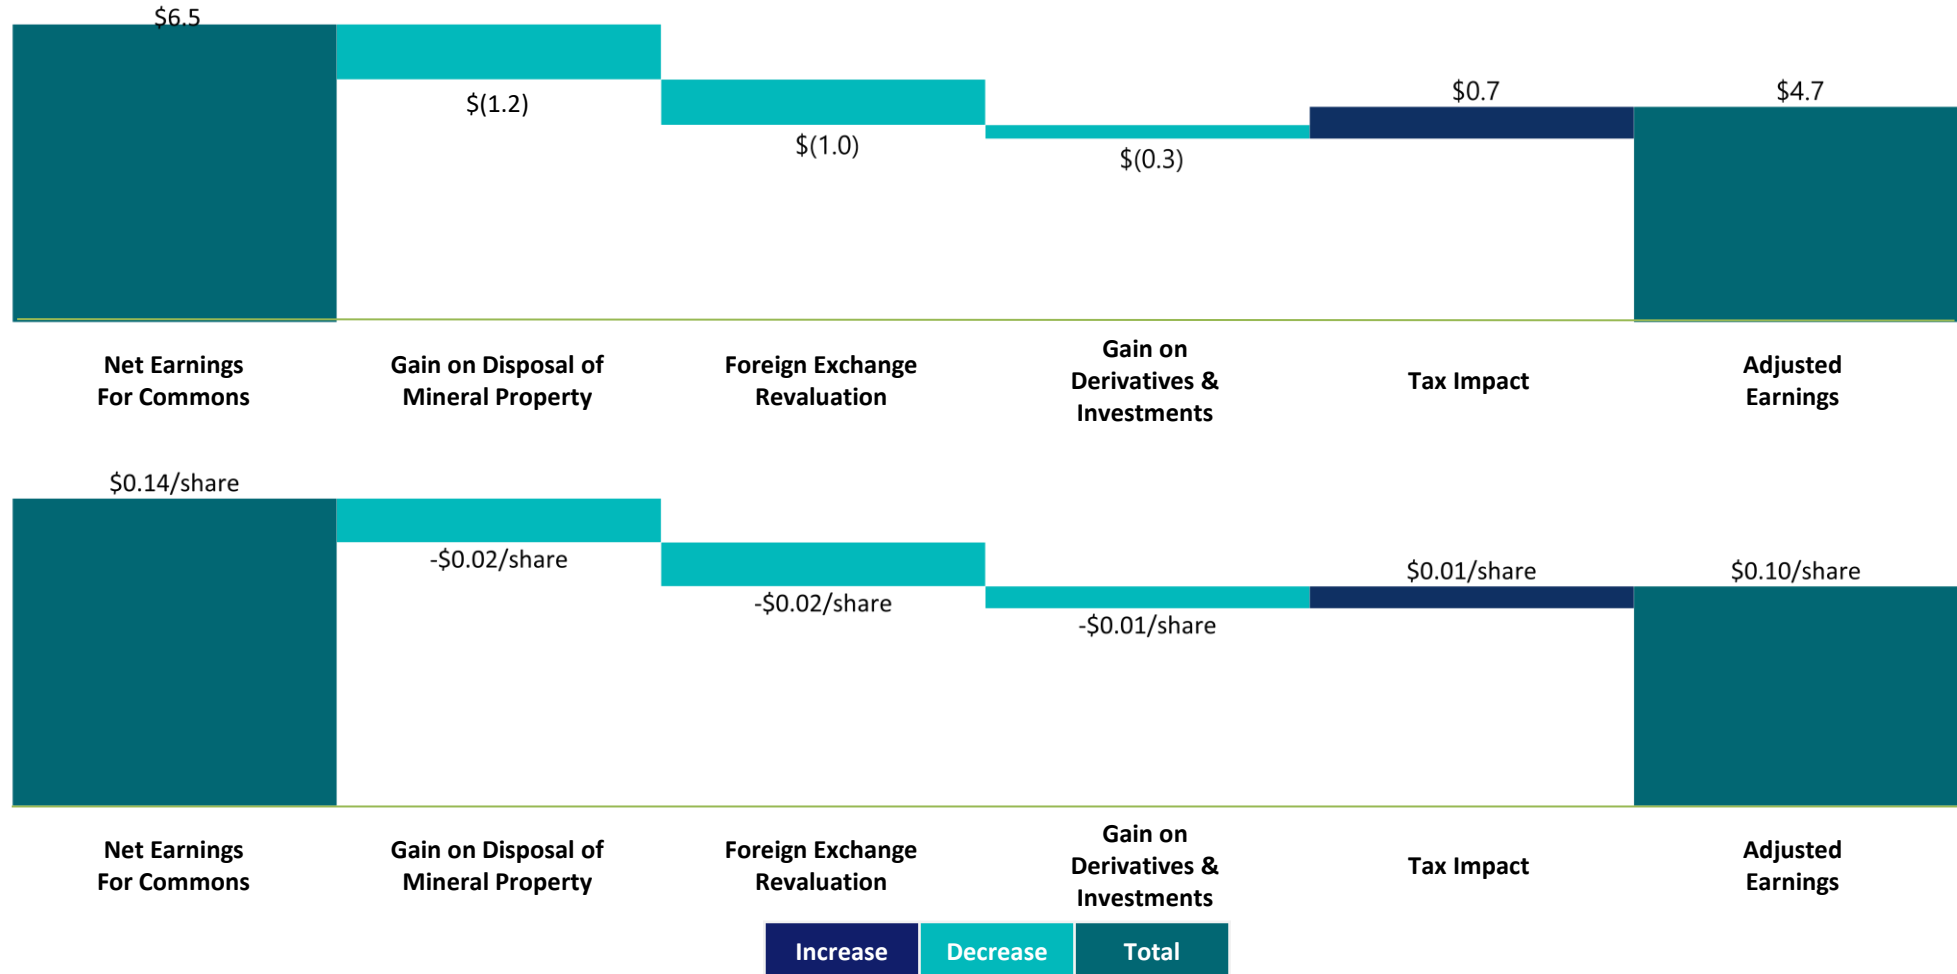 $6.5
$(1.2)
$(1.0)
$(0.3)
$0.7
$4.7
Net Earnings
For Commons
Gain on Disposal of
Mineral Property
Foreign Exchange
Revaluation
Gain on
Derivatives &
Investments
Tax Impact
Adjusted
Earnings
$0.14/share
-$0.02/share
-$0.02/share
-$0.01/share
$0.01/share
$0.10/share
Net Earnings
For Commons
Gain on Disposal of
Mineral Property
Foreign Exchange
Revaluation
Gain on
Derivatives &
Investments
Tax Impact
Adjusted
Earnings
Increase
Decrease
Total